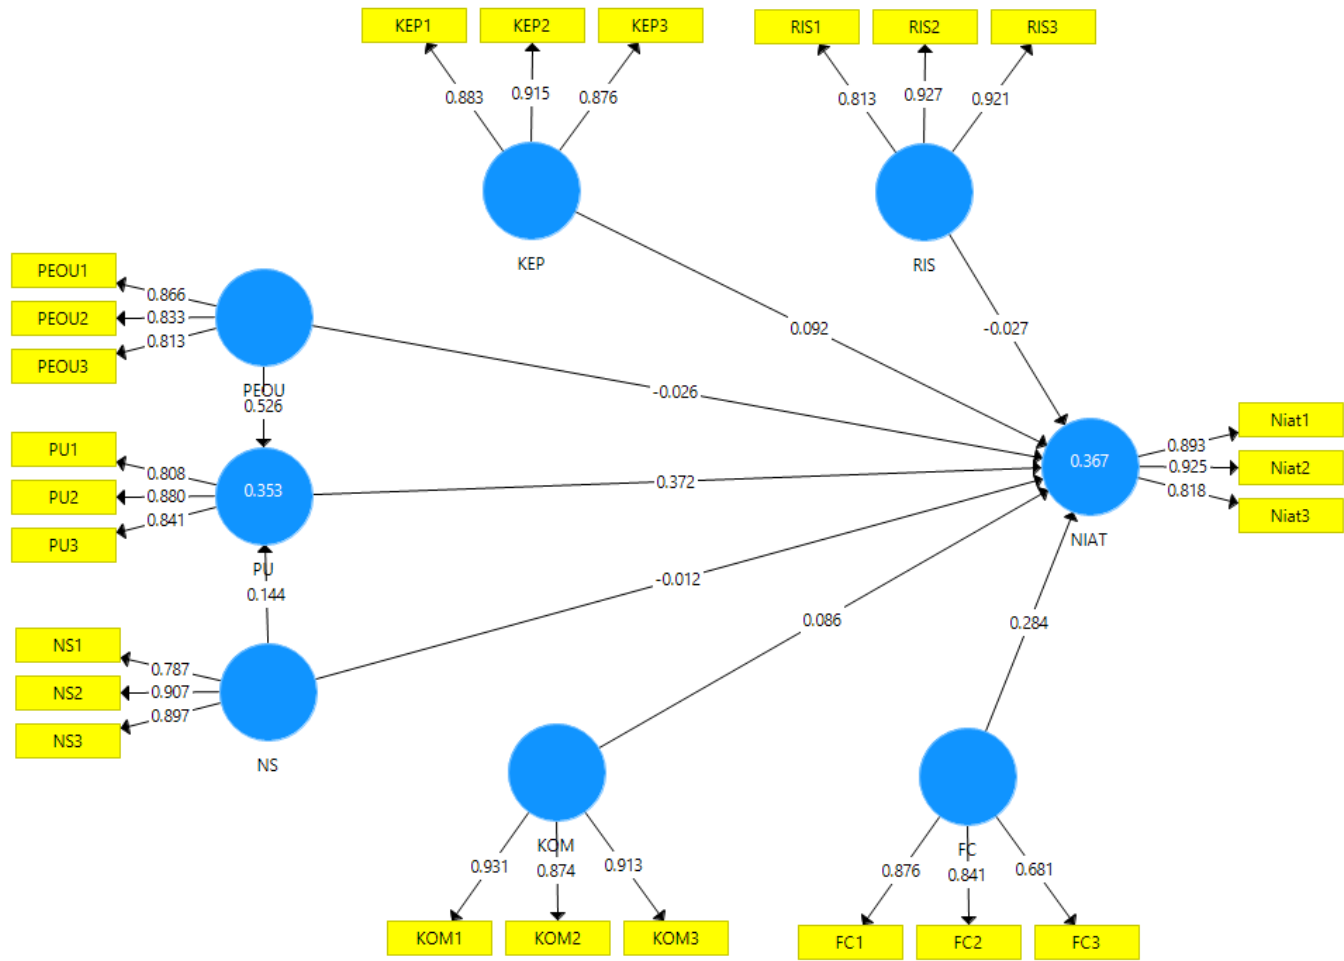 KEP1
KEP2
KEP3
RIS1
RIS2
RIS3
0.883
0.915
0.876
0.813
0.927
0.921
KEP
RIS
PEOU1
PEOU2
PEOU3
0.866
0.833
0.813
PEOU
0.526
0.092
-0.027
-0.026
PU1
PU2
PU3
0.808
0.880
0.841
0.353
PU
0.372
0.367
NIAT
0.893
0.925
0.818
Niat1
Niat2
Niat3
0.144
-0.012
0.086
0.284
NS1
NS2
NS3
0.787
0.907
0.897
NS
KOM
0.931
0.874
0.913
KOM1
KOM2
KOM3
FC
0.876
0.841
0.681
FC1
FC2
FC3